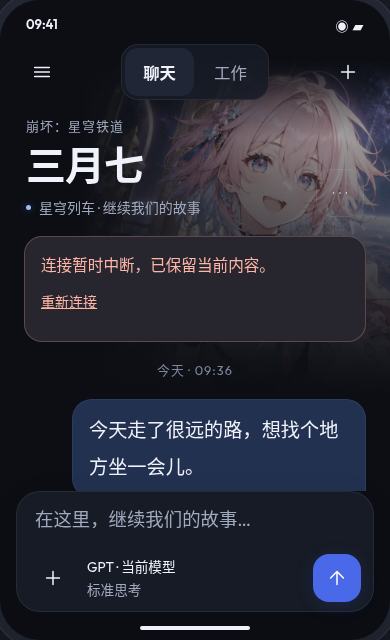 09:41
聊天
工作
崩坏：星穹铁道
三月七
星穹列车·继续我们的故事
...
连接暂时中断，已保留当前内容。
重新连接
今天 · 09:36
今天走了很远的路，想找个地
方坐一会儿。
在这里，继续我们的故事...
GPT · 当前模型
标准思考